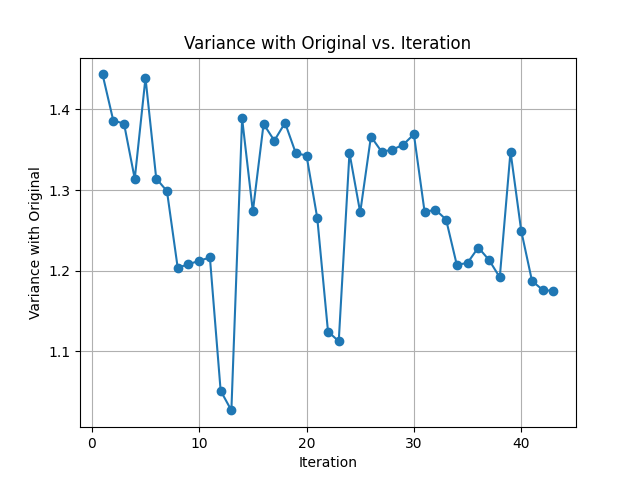 Variance with Original vs. Iteration
Variance with Original
1.4
1.3
1.2
1.1
0 10 20 30 40
Iteration